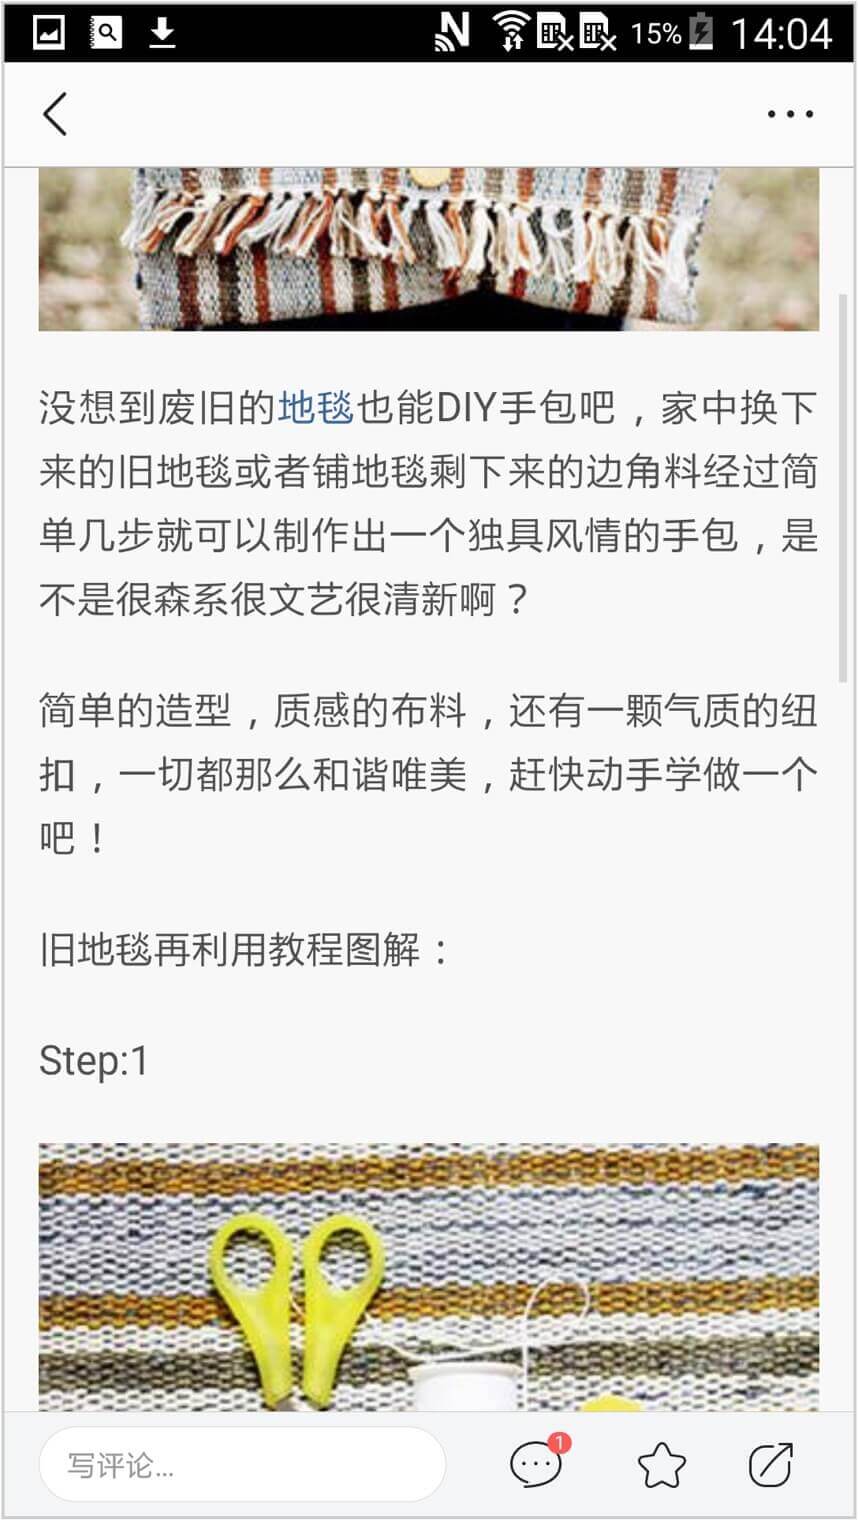 15% 14:04
没想到废旧的地毯也能DIY手包吧，家中换下
来的旧地毯或者铺地毯剩下来的边角料经过简
单几步就可以制作出一个独具风情的手包，是
不是很森系很文艺很清新啊？
简单的造型，质感的布料，还有一颗气质的纽
扣，一切都那么和谐唯美，赶快动手学做一个
吧！
旧地毯再利用教程图解：
Step:1
写评论...
1